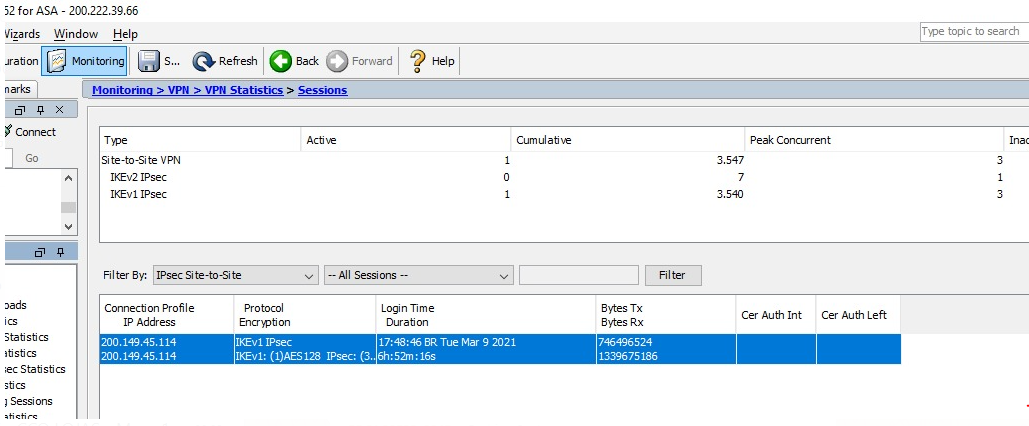 52 for ASA - 200.222.39.66
Wizards Window Help
Type topic to search
uration Monitoring S... Refresh Back Forward Help
marks
Monitoring > VPN > VPN Statistics > Sessions
Connect
Go
Type Active Cumulative Peak Concurrent Inac
Site-to-Site VPN 1 3.547 3
IKEv2 IPsec 0 7 1
IKEv1 IPsec 1 3.540 3
Filter By: IPsec Site-to-Site -- All Sessions -- Filter
Connection Profile Protocol Login Time Bytes Tx Cer Auth Int Cer Auth Left
IP Address Encryption Duration Bytes Rx
200.149.45.114 IKEv1 IPsec 17:48:46 BR Tue Mar 9 2021 746496524
200.149.45.114 IKEv1: (1)AES128 IPsec: (3... 6h:52m:16s 1339675186
oads
ics
Statistics
atistics
sec Statistics
stics
g Sessions
atistics